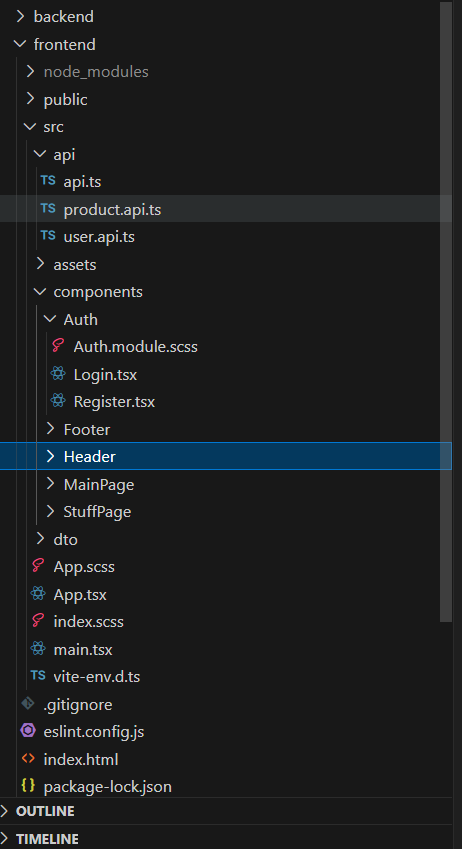 backend
frontend
node_modules
public
src
api
TS api.ts
TS product.api.ts
TS user.api.ts
assets
components
Auth
Auth.module.scss
Login.tsx
Register.tsx
Footer
Header
MainPage
StuffPage
dto
App.scss
App.tsx
index.scss
main.tsx
TS vite-env.d.ts
.gitignore
eslint.config.js
index.html
{} package-lock.json
OUTLINE
TIMELINE